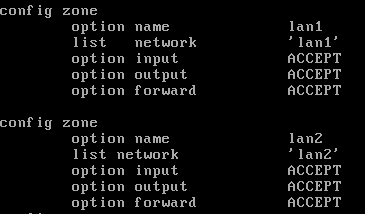 config zone
option name lan1
list network 'lan1'
option input ACCEPT
option output ACCEPT
option forward ACCEPT
config zone
option name lan2
list network 'lan2'
option input ACCEPT
option output ACCEPT
option forward ACCEPT